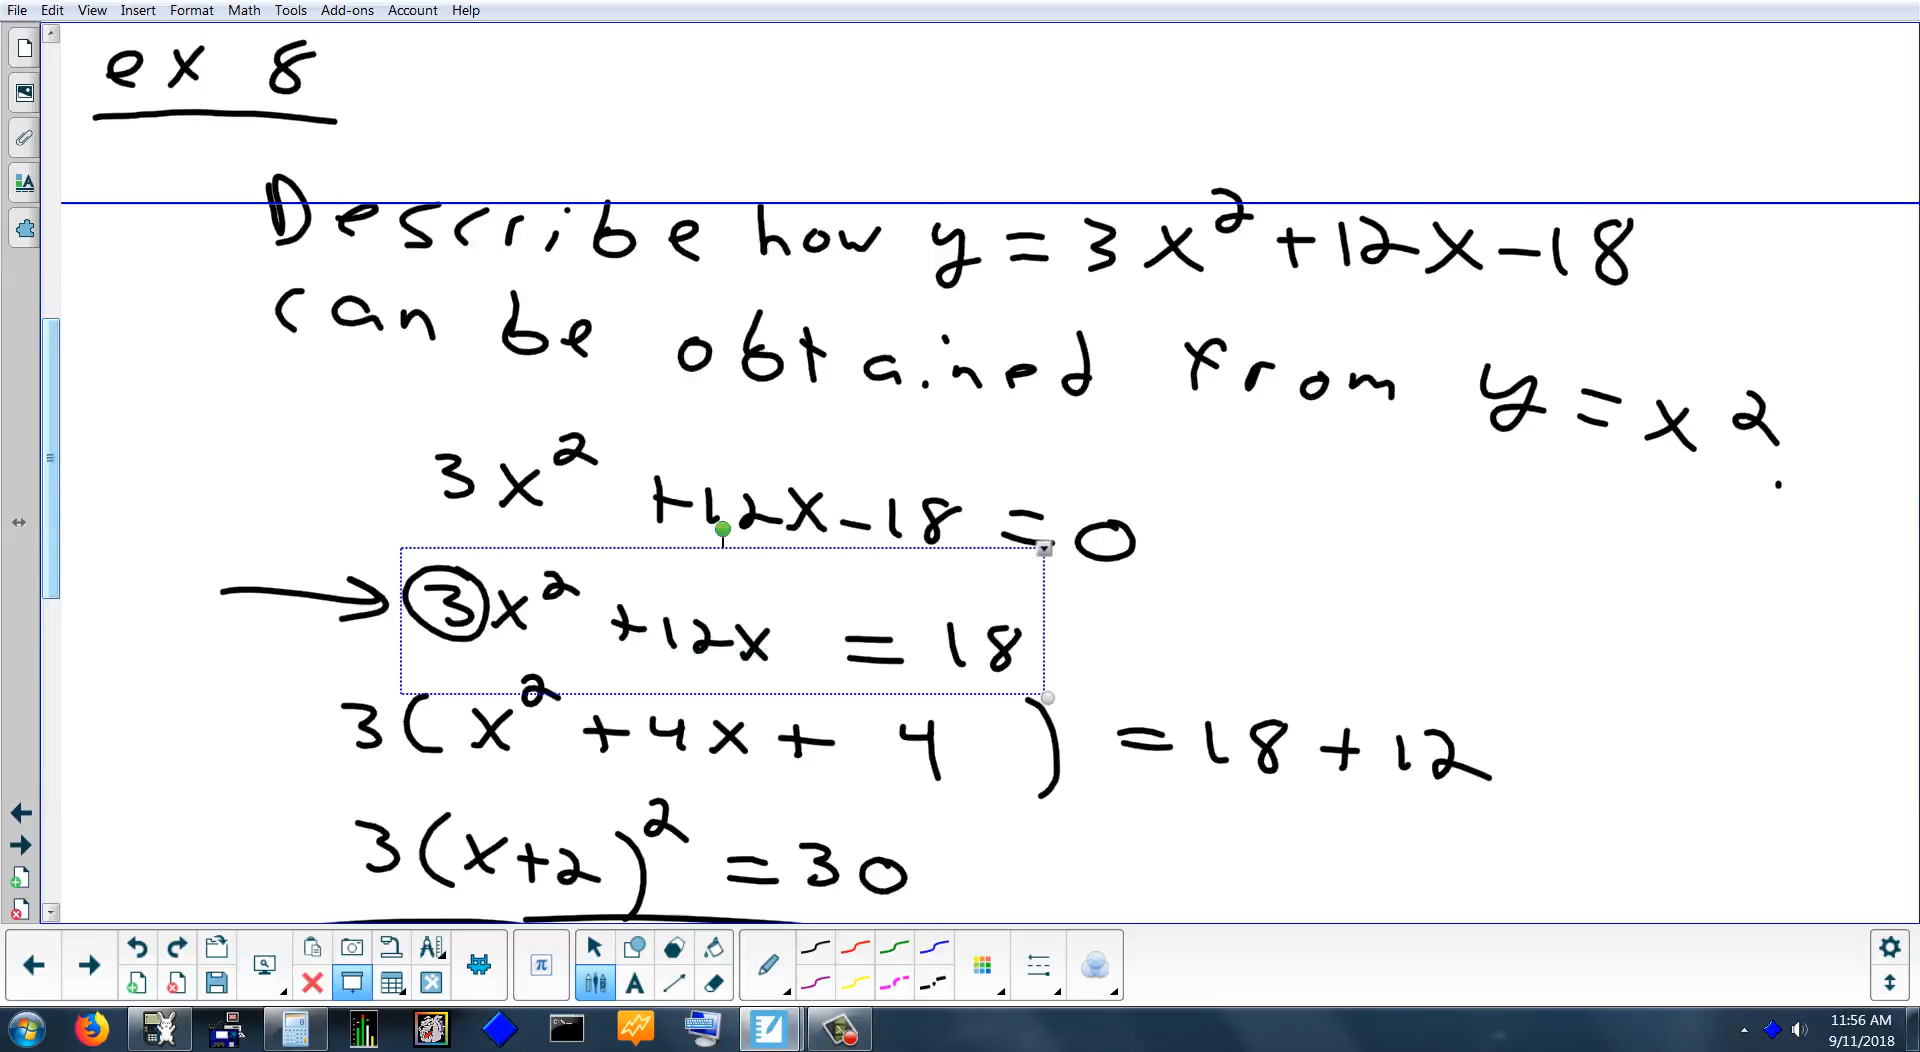 File Edit View Insert Format Math Tools Add-ons Account Help
ex 8
Describe how y = 3x² + 12x - 18
can be obtained from y = x²
.
3x² + 12x - 18 = 0
3x² + 12x = 18
3(x² + 4x + 4 ) = 18 + 12
3(x+2)² = 30
11:56 AM
9/11/2018